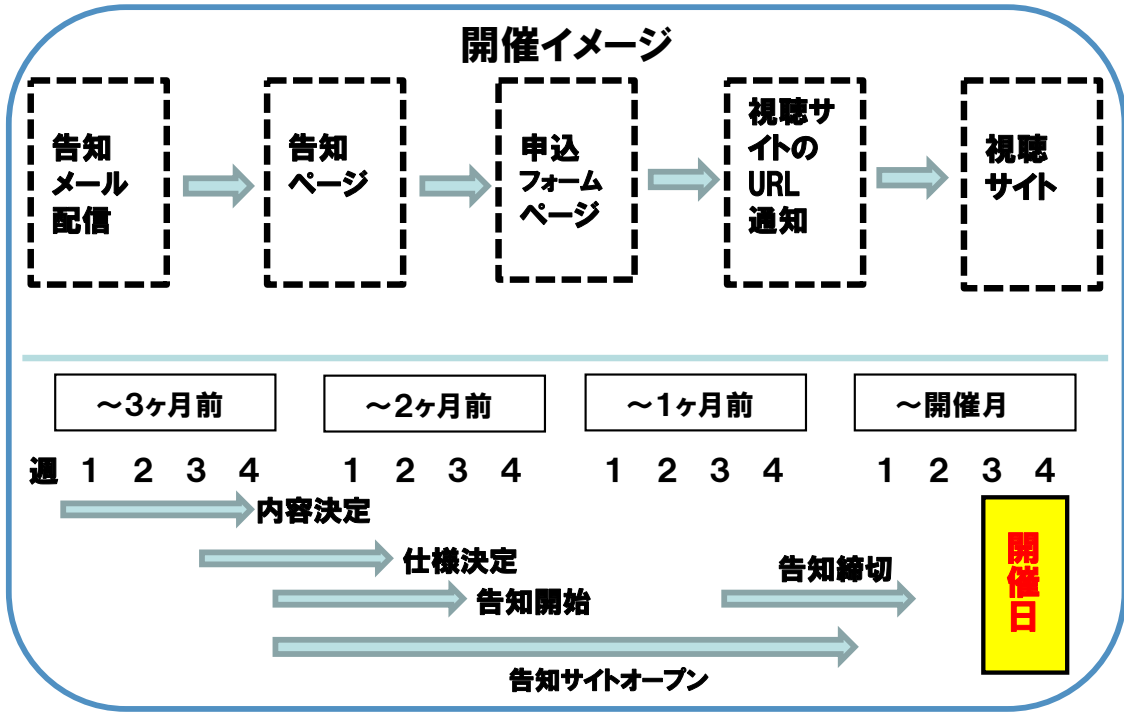 開催イメージ
告知
メール
配信
告知
ページ
申込
フォーム
ページ
視聴サ
イトの
URL
通知
視聴
サイト
～3ヶ月前
～2ヶ月前
～1ヶ月前
～開催月
週 1 2 3 4 1 2 3 4 1 2 3 4 1 2 3 4
内容決定
仕様決定
告知開始
告知締切
告知サイトオープン
開催日